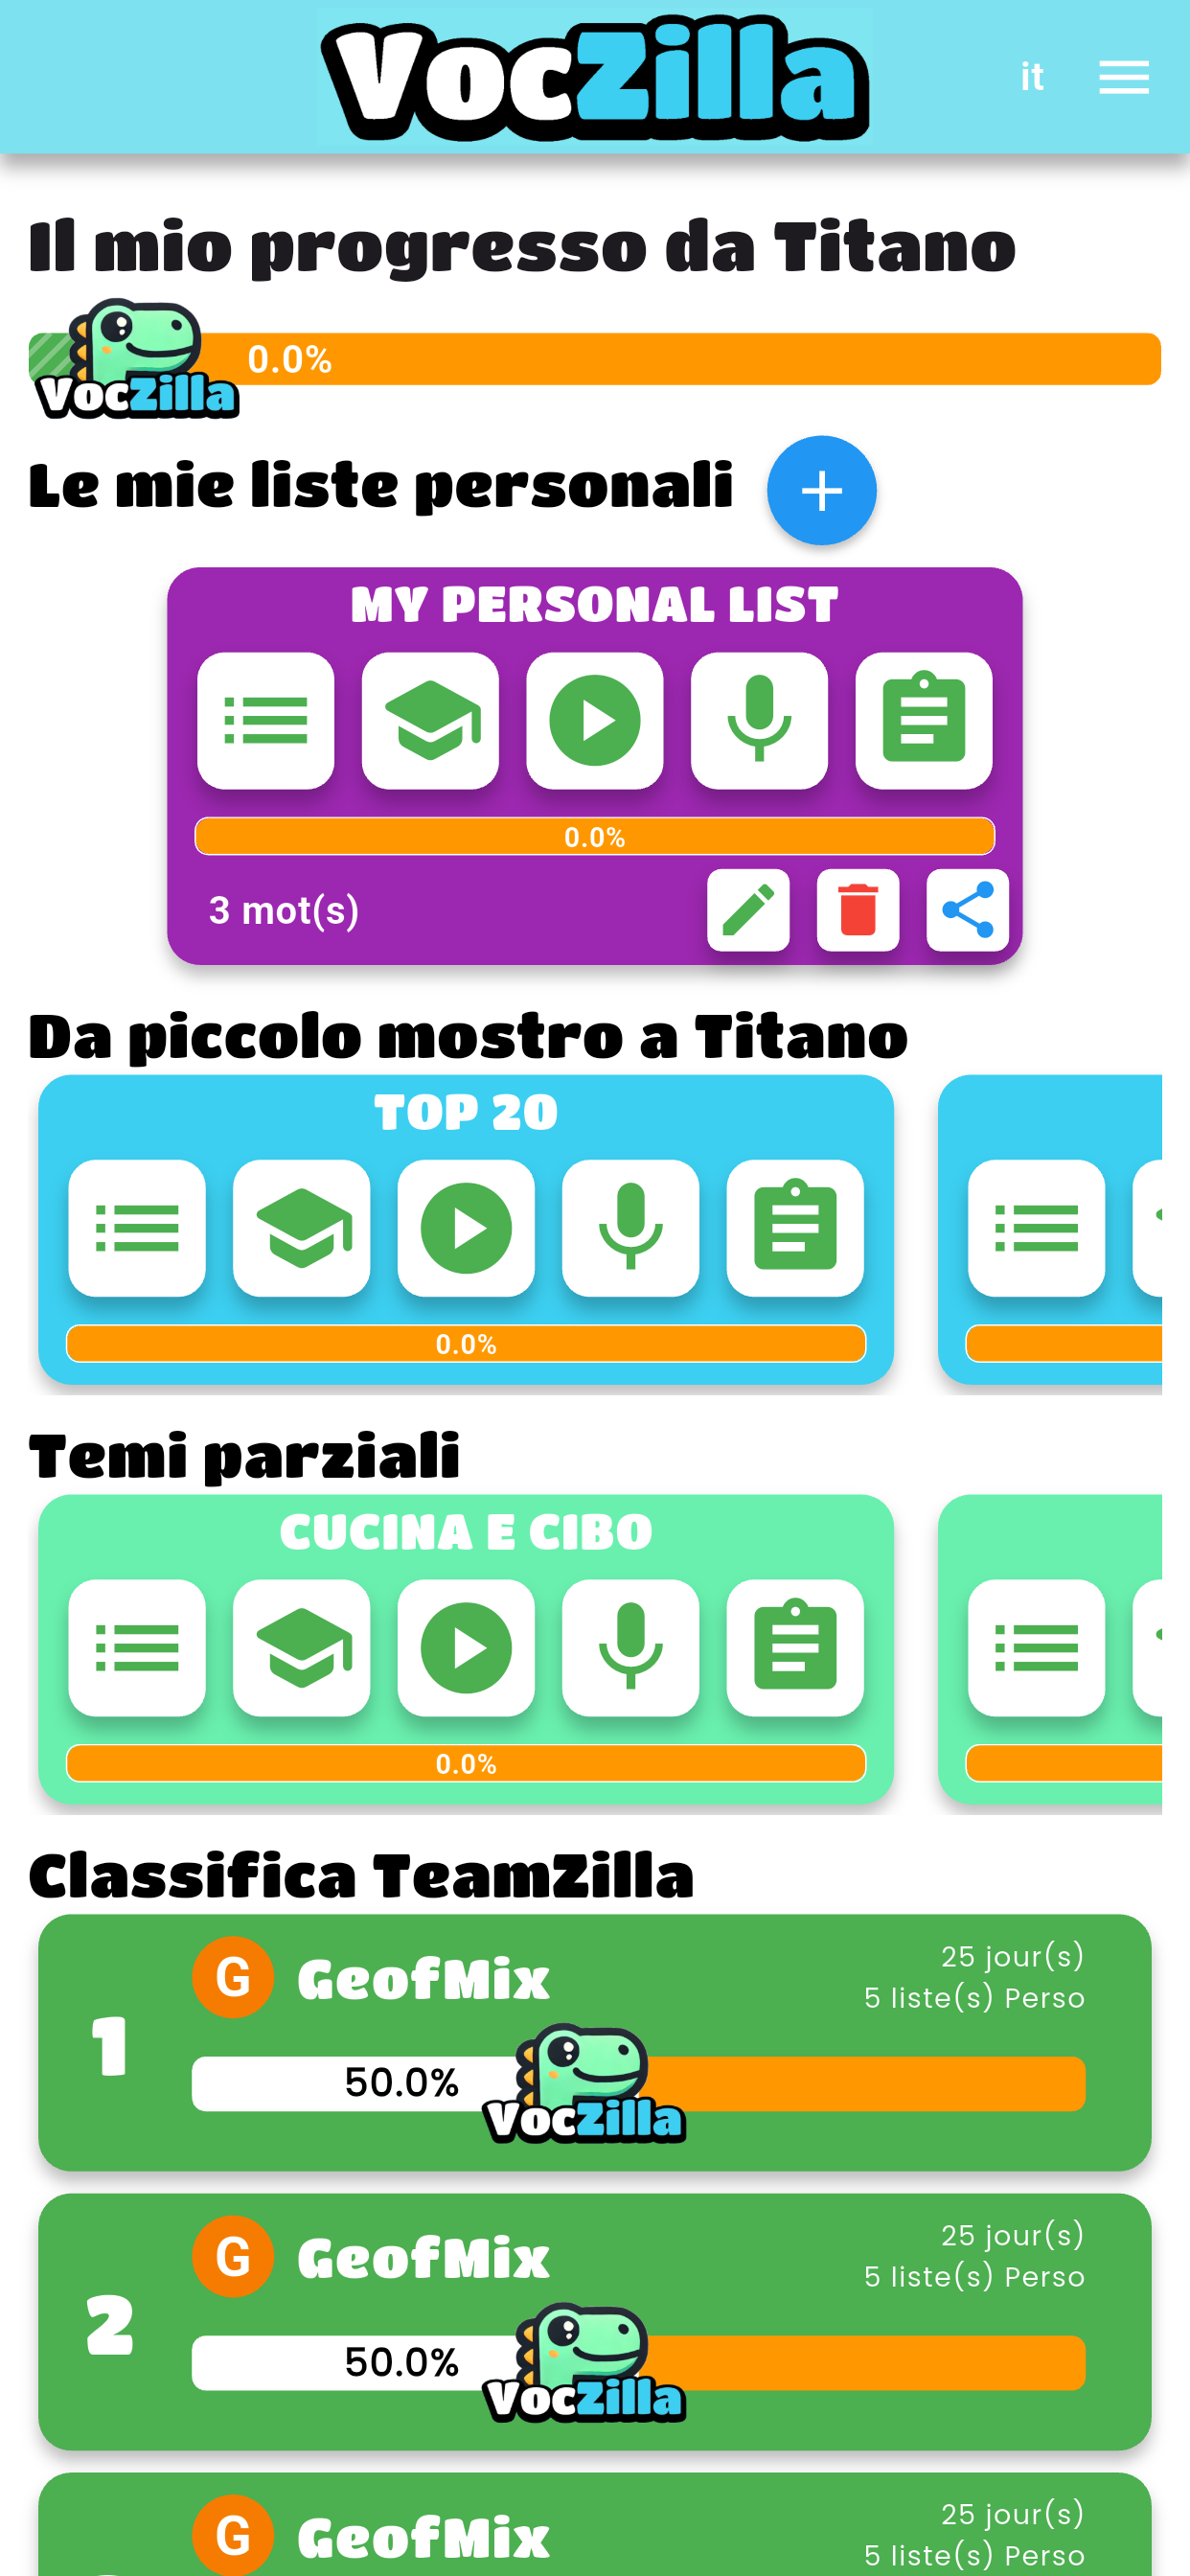 VocZilla
it
Il mio progresso da Titano
0.0%
VocZilla
Le mie liste personali
MY PERSONAL LIST
0.0%
3 mot(s)
Da piccolo mostro a Titano
TOP 20
0.0%
Temi parziali
CUCINA E CIBO
0.0%
Classifica TeamZilla
1
G
GeofMix
25 jour(s)
5 liste(s) Perso
50.0%
VocZilla
2
G
GeofMix
25 jour(s)
5 liste(s) Perso
50.0%
VocZilla
G
GeofMix
25 jour(s)
5 liste(s) Perso